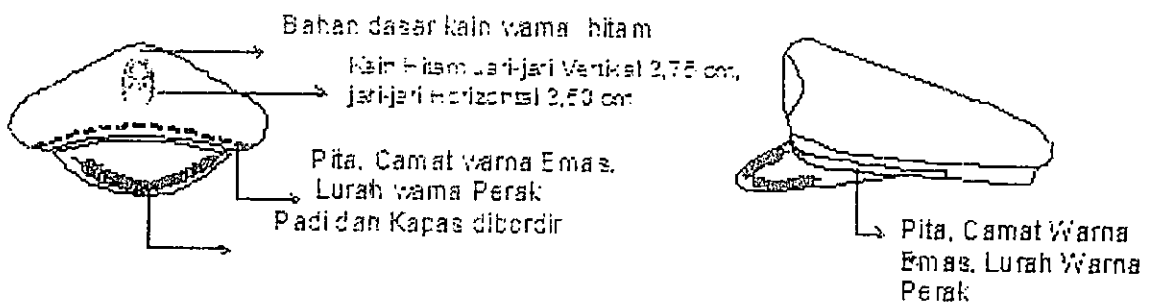 Bahan dasar kain warna hitam
Kain Hitam Jari-jari Vertikal 3,75 cm,
jari-jari Horizontal 3,50 cm
Pita, Camat warna Emas,
Lurah warna Perak
Padi dan Kapas dibordir
Pita, Camat Warna
Emas, Lurah Warna
Perak